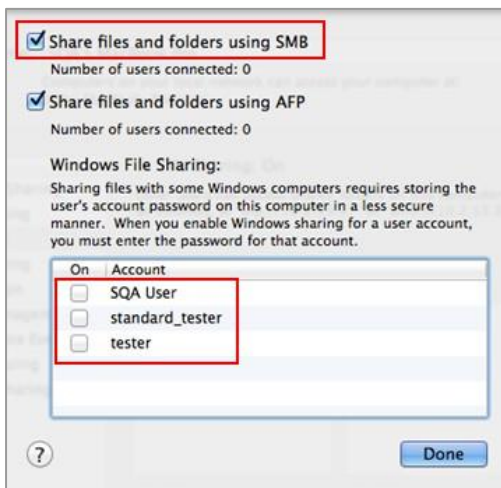 Share files and folders using SMB
Number of users connected: 0
Share files and folders using AFP
Number of users connected: 0
Windows File Sharing:
Sharing files with some Windows computers requires storing the
user's account password on this computer in a less secure
manner. When you enable Windows sharing for a user account,
you must enter the password for that account.
On Account
SQA User
standard_tester
tester
?
Done